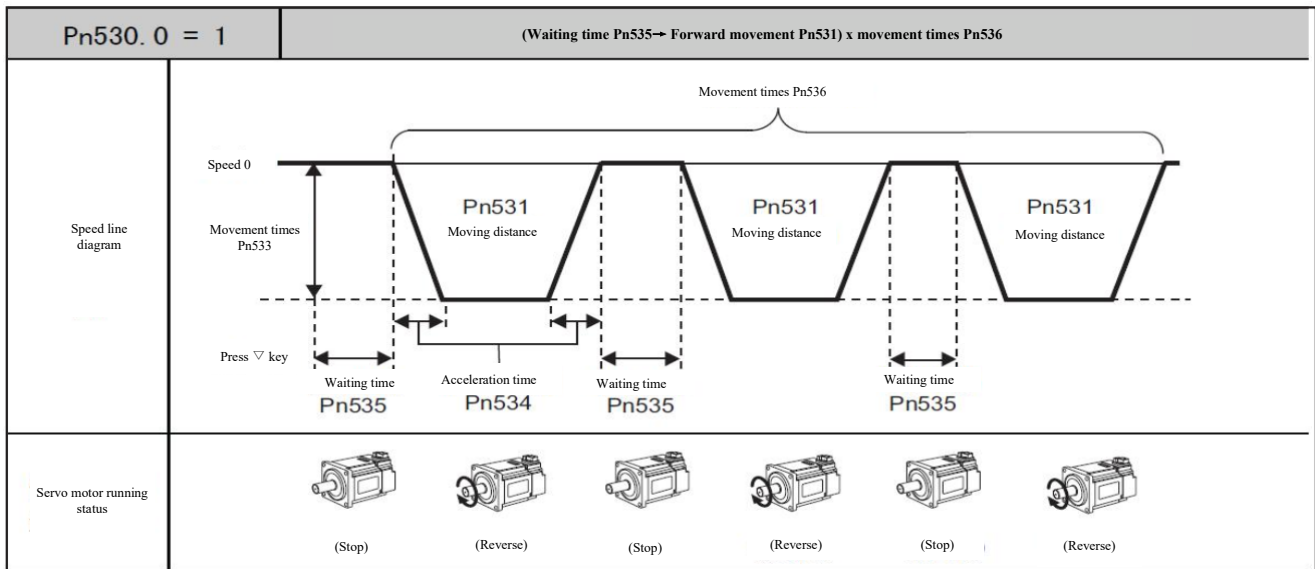 Pn530.0 = 1
(Waiting time Pn535→ Forward movement Pn531) x movement times Pn536
Movement times Pn536
Speed 0
Speed line
diagram
Movement times
Pn533
Pn531
Moving distance
Pn531
Moving distance
Pn531
Moving distance
Press ▽ key
Waiting time
Pn535
Acceleration time
Pn534
Waiting time
Pn535
Waiting time
Pn535
Servo motor running
status
(Stop)
(Reverse)
(Stop)
(Reverse)
(Stop)
(Reverse)